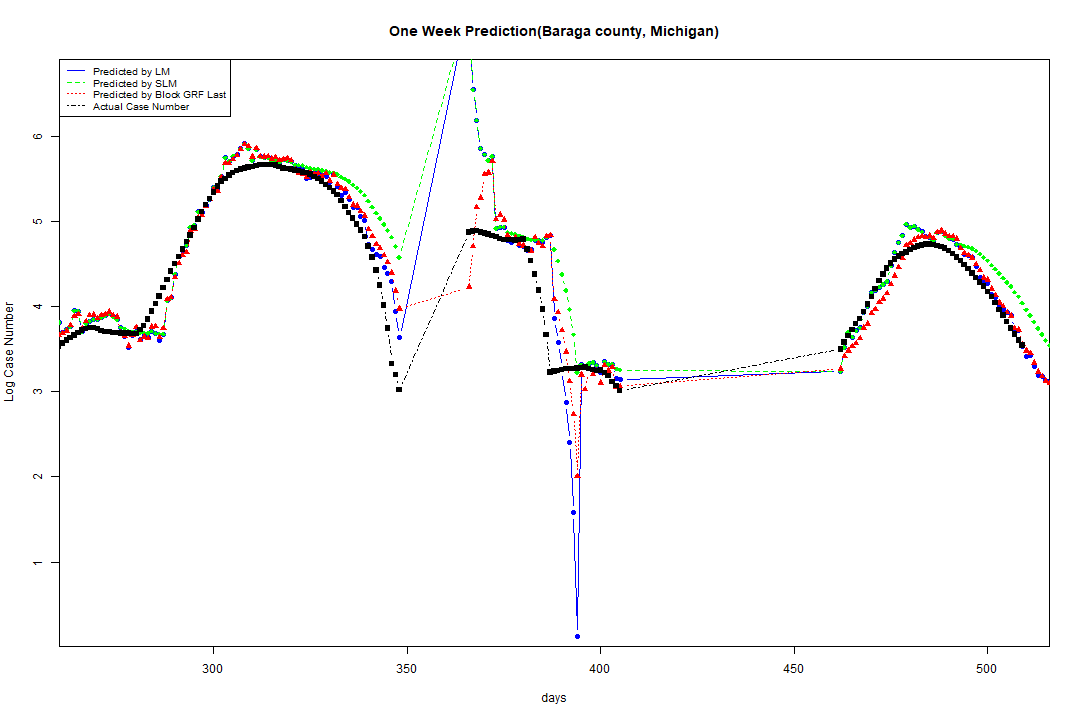 One Week Prediction(Baraga county, Michigan)
Predicted by LM
Predicted by SLM
Predicted by Block GRF Last
Actual Case Number
Log Case Number
6
5
4
3
2
1
300 350 400 450 500
days